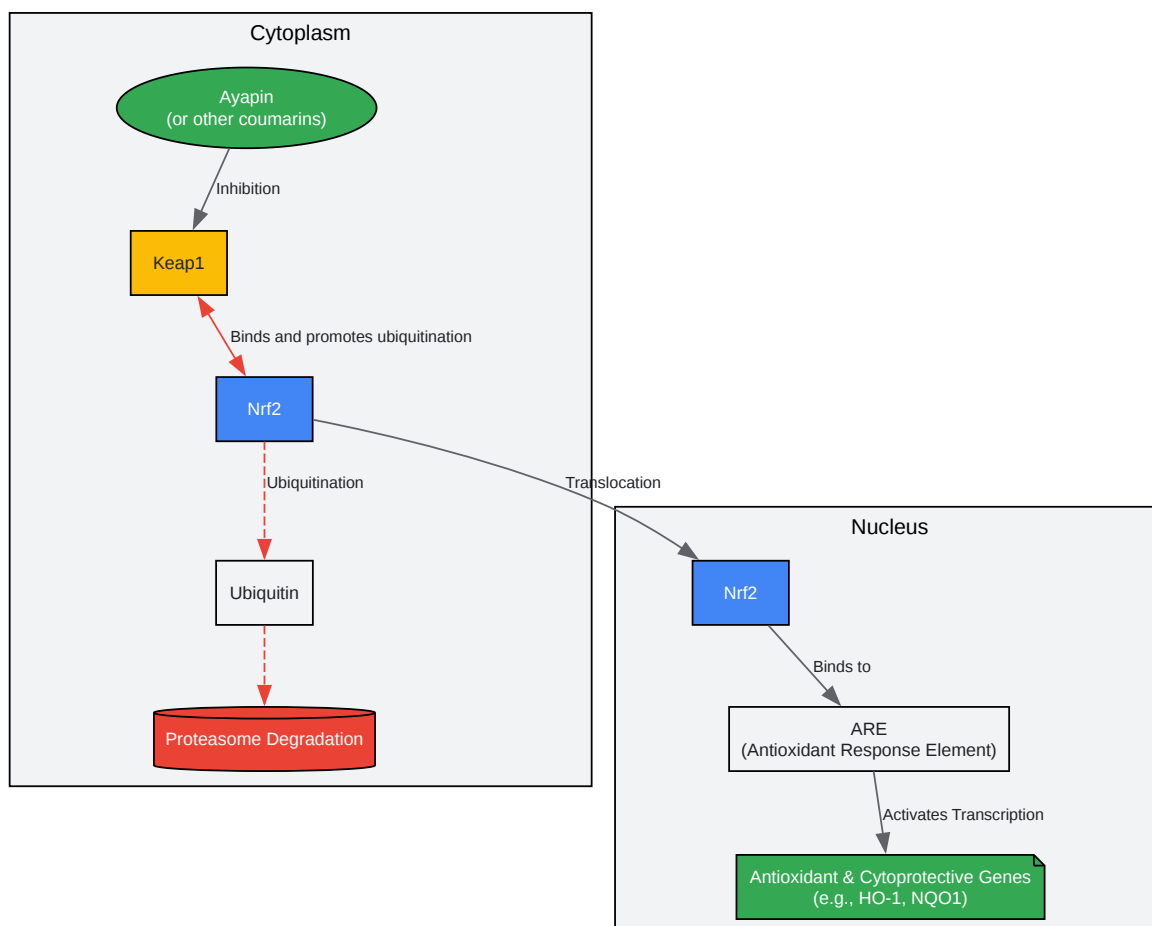 Cytoplasm
Ayapin
(or other coumarins)
Inhibition
Keap1
Binds and promotes ubiquitination
Nrf2
Ubiquitination
Translocation
Nucleus
Ubiquitin
Nrf2
Binds to
Proteasome Degradation
ARE
(Antioxidant Response Element)
Activates Transcription
Antioxidant & Cytoprotective Genes
(e.g., HO-1, NQO1)